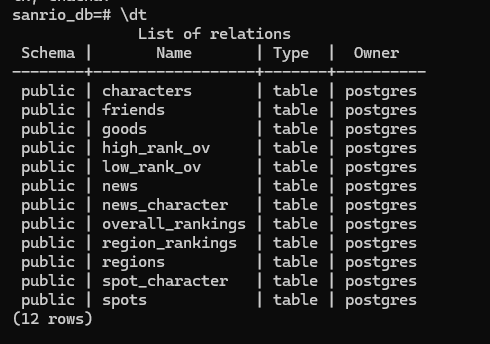 sanrio_db=# \dt
List of relations
Schema | Name | Type | Owner
--------+-------------------+-------+----------
public | characters | table | postgres
public | friends | table | postgres
public | goods | table | postgres
public | high_rank_ov | table | postgres
public | low_rank_ov | table | postgres
public | news | table | postgres
public | news_character | table | postgres
public | overall_rankings | table | postgres
public | region_rankings | table | postgres
public | regions | table | postgres
public | spot_character | table | postgres
public | spots | table | postgres
(12 rows)